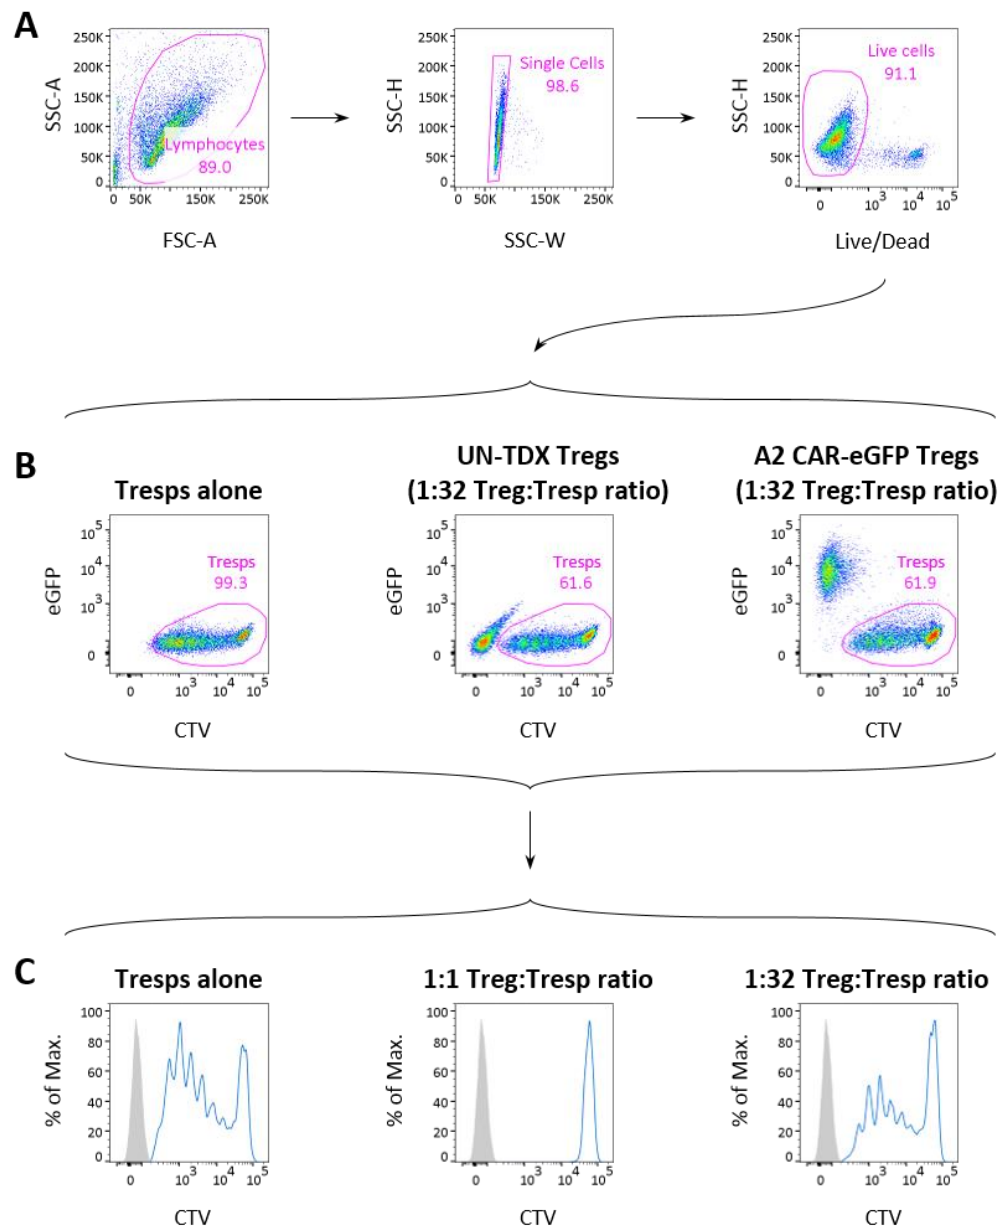 A
SSC-A
250K
200K
150K
100K
50K
0
Lymphocytes
89.0
0 50K 150K 250K
FSC-A
SSC-H
250K
200K
150K
100K
50K
0
Single Cells
98.6
0 50K 150K 250K
SSC-W
SSC-H
250K
200K
150K
100K
50K
0
Live cells
91.1
0 10³ 10⁴ 10⁵
Live/Dead
B
Tresps alone
eGFP
10⁵
10⁴
10³
0
Tresps
99.3
0 10³ 10⁴ 10⁵
CTV
UN-TDX Tregs
(1:32 Treg:Tresp ratio)
eGFP
10⁵
10⁴
10³
0
Tresps
61.6
0 10³ 10⁴ 10⁵
CTV
A2 CAR-eGFP Tregs
(1:32 Treg:Tresp ratio)
eGFP
10⁵
10⁴
10³
0
Tresps
61.9
0 10³ 10⁴ 10⁵
CTV
C
Tresps alone
% of Max.
100
80
60
40
20
0
0 10³ 10⁴ 10⁵
CTV
1:1 Treg:Tresp ratio
% of Max.
100
80
60
40
20
0
0 10³ 10⁴ 10⁵
CTV
1:32 Treg:Tresp ratio
% of Max.
100
80
60
40
20
0
0 10³ 10⁴ 10⁵
CTV